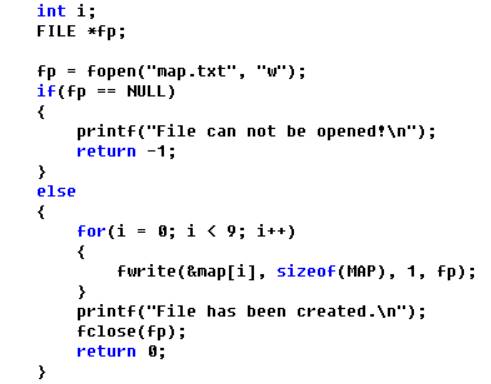 int i;
FILE *fp;
fp = fopen("map.txt", "w");
if(fp == NULL)
{
printf("File can not be opened!\n");
return -1;
}
else
{
for(i = 0; i < 9; i++)
{
fwrite(&map[i], sizeof(MAP), 1, fp);
}
printf("File has been created.\n");
fclose(fp);
return 0;
}